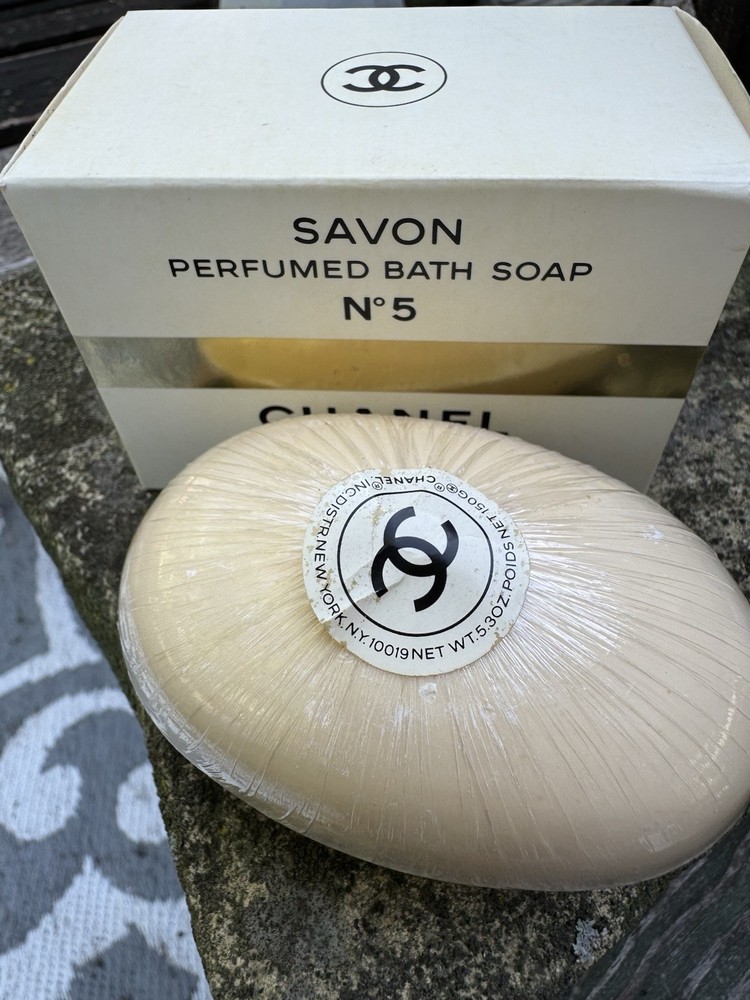 SAVON
PERFUMED BATH SOAP
N°5
CHANEL
CHANEL® INC. DISTR. NEW YORK, N.Y. 10019 NET WT. 5.3 OZ. POIDS NET 150G